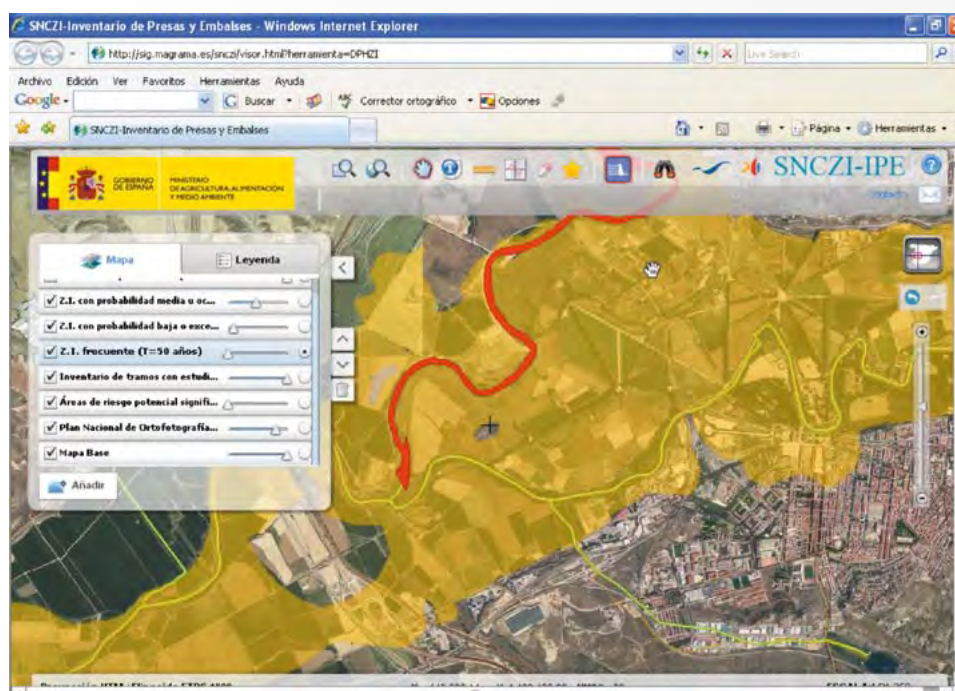 SNCZI-Inventario de Presas y Embalses - Windows Internet Explorer
http://sig.magrama.es/snczi/visor.html?herramienta=DPHZI
Live Search
Archivo Edición Ver Favoritos Herramientas Ayuda
Google
Buscar
Corrector ortográfico
Opciones
SNCZI-Inventario de Presas y Embalses
Página
Herramientas
GOBIERNO DE ESPAÑA
MINISTERIO
DE AGRICULTURA, ALIMENTACIÓN
Y MEDIO AMBIENTE
SNCZI-IPE
contacto
Mapa
Leyenda
Z.I. con probabilidad media u oc...
Z.I. con probabilidad baja o exce...
Z.I. frecuente (T=50 años)
Inventario de tramos con estudi...
Áreas de riesgo potencial signifi...
Plan Nacional de Ortofotografía...
Mapa Base
Añadir